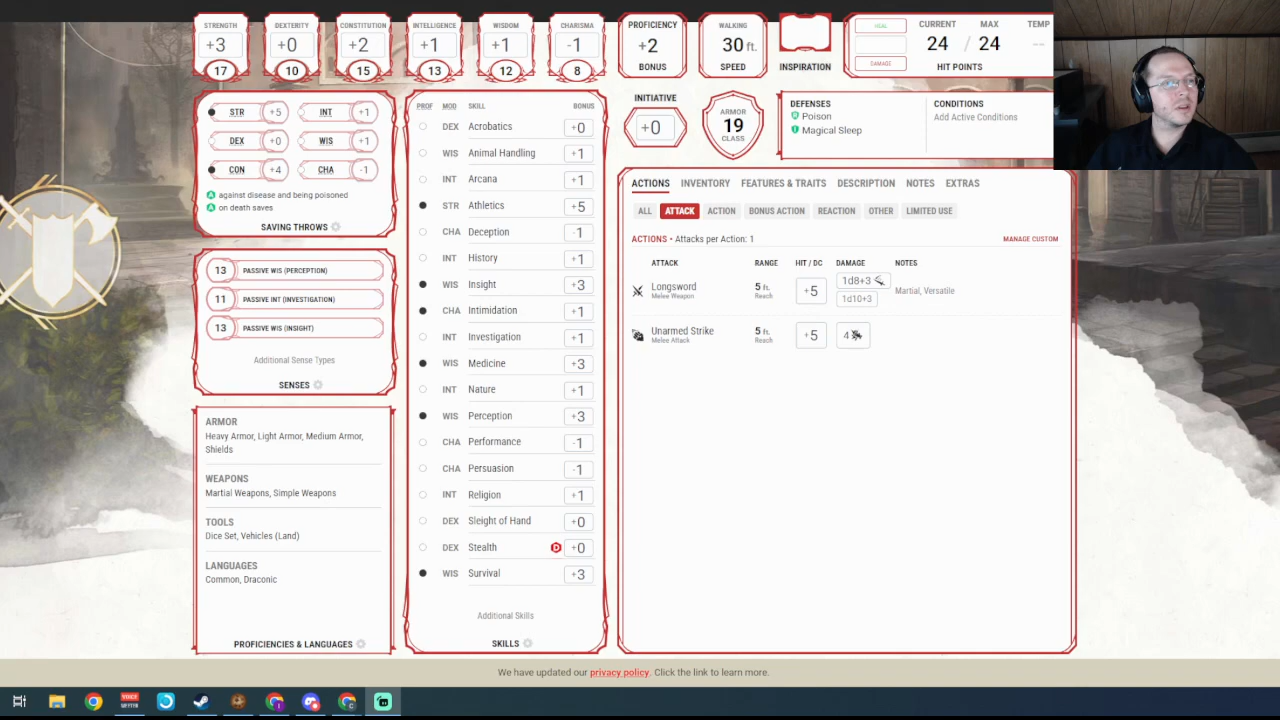 STRENGTH
+3
17
DEXTERITY
+0
10
CONSTITUTION
+2
15
INTELLIGENCE
+1
13
WISDOM
+1
12
CHARISMA
-1
8
PROFICIENCY
+2
BONUS
WALKING
30 ft.
SPEED
INSPIRATION
HEAL
DAMAGE
CURRENT MAX TEMP
24 / 24 --
HIT POINTS
STR +5 INT +1
DEX +0 WIS +1
CON +4 CHA -1
A against disease and being poisoned
A on death saves
SAVING THROWS
13 PASSIVE WIS (PERCEPTION)
11 PASSIVE INT (INVESTIGATION)
13 PASSIVE WIS (INSIGHT)
Additional Sense Types
SENSES
ARMOR
Heavy Armor, Light Armor, Medium Armor,
Shields
WEAPONS
Martial Weapons, Simple Weapons
TOOLS
Dice Set, Vehicles (Land)
LANGUAGES
Common, Draconic
PROFICIENCIES & LANGUAGES
PROF MOD SKILL BONUS
DEX Acrobatics +0
WIS Animal Handling +1
INT Arcana +1
STR Athletics +5
CHA Deception -1
INT History +1
WIS Insight +3
CHA Intimidation +1
INT Investigation +1
WIS Medicine +3
INT Nature +1
WIS Perception +3
CHA Performance -1
CHA Persuasion -1
INT Religion +1
DEX Sleight of Hand +0
DEX Stealth D +0
WIS Survival +3
Additional Skills
SKILLS
INITIATIVE
+0
ARMOR
19
CLASS
DEFENSES
Poison
Magical Sleep
CONDITIONS
Add Active Conditions
ACTIONS INVENTORY FEATURES & TRAITS DESCRIPTION NOTES EXTRAS
ALL ATTACK ACTION BONUS ACTION REACTION OTHER LIMITED USE
ACTIONS • Attacks per Action: 1 MANAGE CUSTOM
ATTACK RANGE HIT / DC DAMAGE NOTES
Longsword 5 ft. +5 1d8+3 Martial, Versatile
Melee Weapon Reach 1d10+3
Unarmed Strike 5 ft. +5 4
Melee Attack Reach
We have updated our privacy policy. Click the link to learn more.